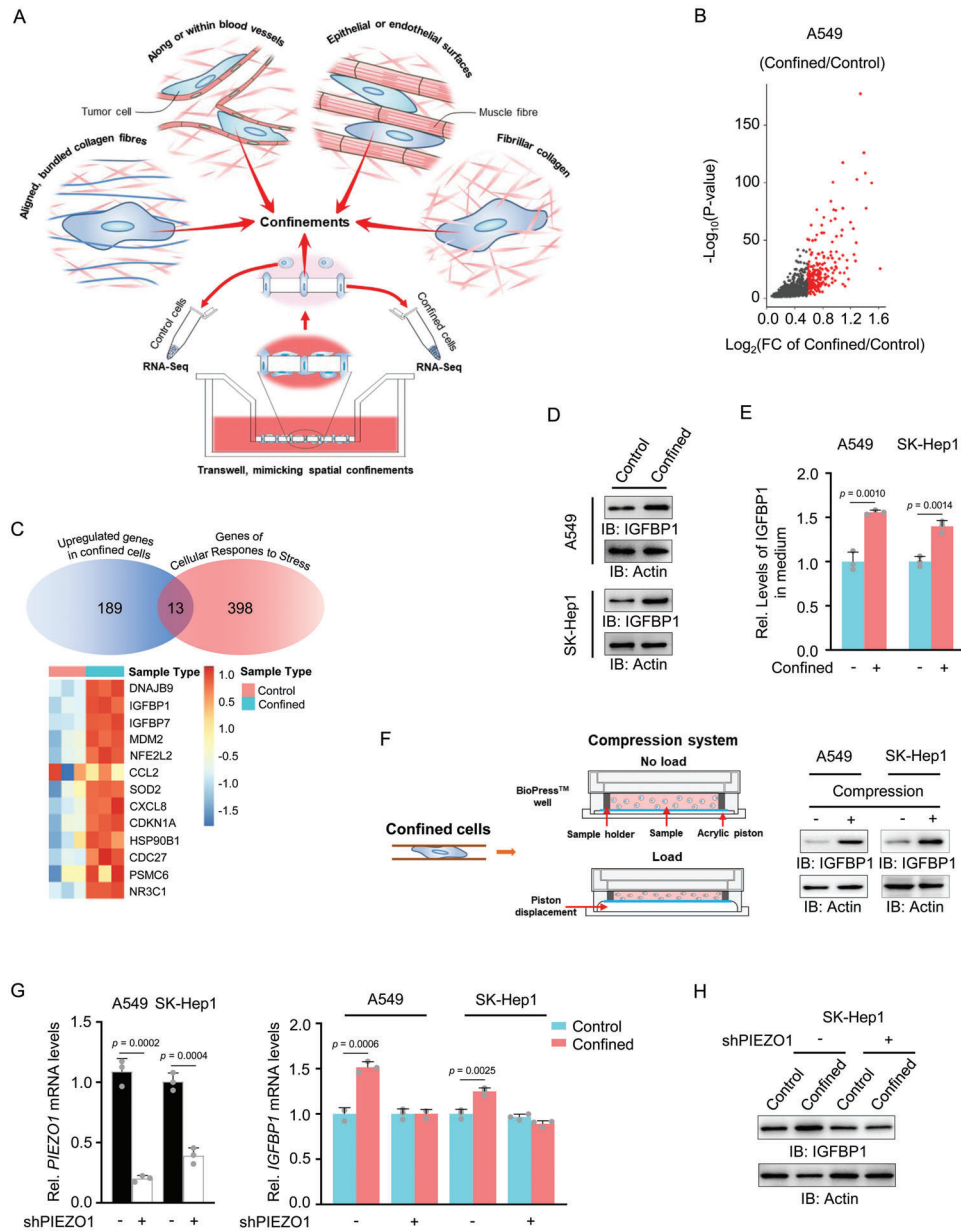 A
Along or within blood vessels
Epithelial or endothelial surfaces
Tumor cell
Muscle fibre
Aligned, bundled collagen fibres
Fibrillar collagen
Confinements
Control cells
Confined cells
RNA-Seq
RNA-Seq
Transwell, mimicking spatial confinements
B
A549
(Confined/Control)
150
100
50
0
-Log10(P-value)
0.0 0.4 0.8 1.2 1.6
Log2(FC of Confined/Control)
C
Upregulated genes
in confined cells
Genes of
Cellular Respones to Stress
189
13
398
Sample Type
DNAJB9
IGFBP1
IGFBP7
MDM2
NFE2L2
CCL2
SOD2
CXCL8
CDKN1A
HSP90B1
CDC27
PSMC6
NR3C1
1.0
1.0
0.5
0
-0.5
-1.0
-1.5
Sample Type
Control
Confined
D
Control
Confined
A549
IB: IGFBP1
IB: Actin
SK-Hep1
IB: IGFBP1
IB: Actin
E
A549 SK-Hep1
Rel. Levels of IGFBP1
in medium
2.0
1.5
1.0
0.5
0.0
p = 0.0010
p = 0.0014
Confined - + - +
F
Confined cells
Compression system
No load
BioPress™
well
Sample holder
Sample
Acrylic piston
Load
Piston
displacement
A549 SK-Hep1
Compression
- + - +
IB: IGFBP1 IB: IGFBP1
IB: Actin IB: Actin
G
A549 SK-Hep1
Rel. PIEZO1 mRNA levels
1.5
1.0
0.5
0.0
p = 0.0002
p = 0.0004
shPIEZO1 - + - +
A549 SK-Hep1
Control
Confined
Rel. IGFBP1 mRNA levels
2.0
1.5
1.0
0.5
0.0
p = 0.0006
p = 0.0025
shPIEZO1 - + - +
H
SK-Hep1
shPIEZO1 - +
Control
Confined
Control
Confined
IB: IGFBP1
IB: Actin